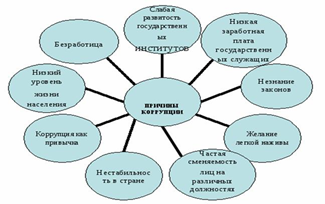 Слабая
развитость
государственн
ых
институтов
Низкая
заработная
плата
государственн
ых служащих
Незнание
законов
Желание
легкой наживы
Частая
сменяемость
лиц на
различных
должностях
Нестабильнос
ть в стране
Коррупция как
привычка
Низкий
уровень
жизни
населения
Безработица
ПРИЧИНЫ
КОРРУПЦИИ